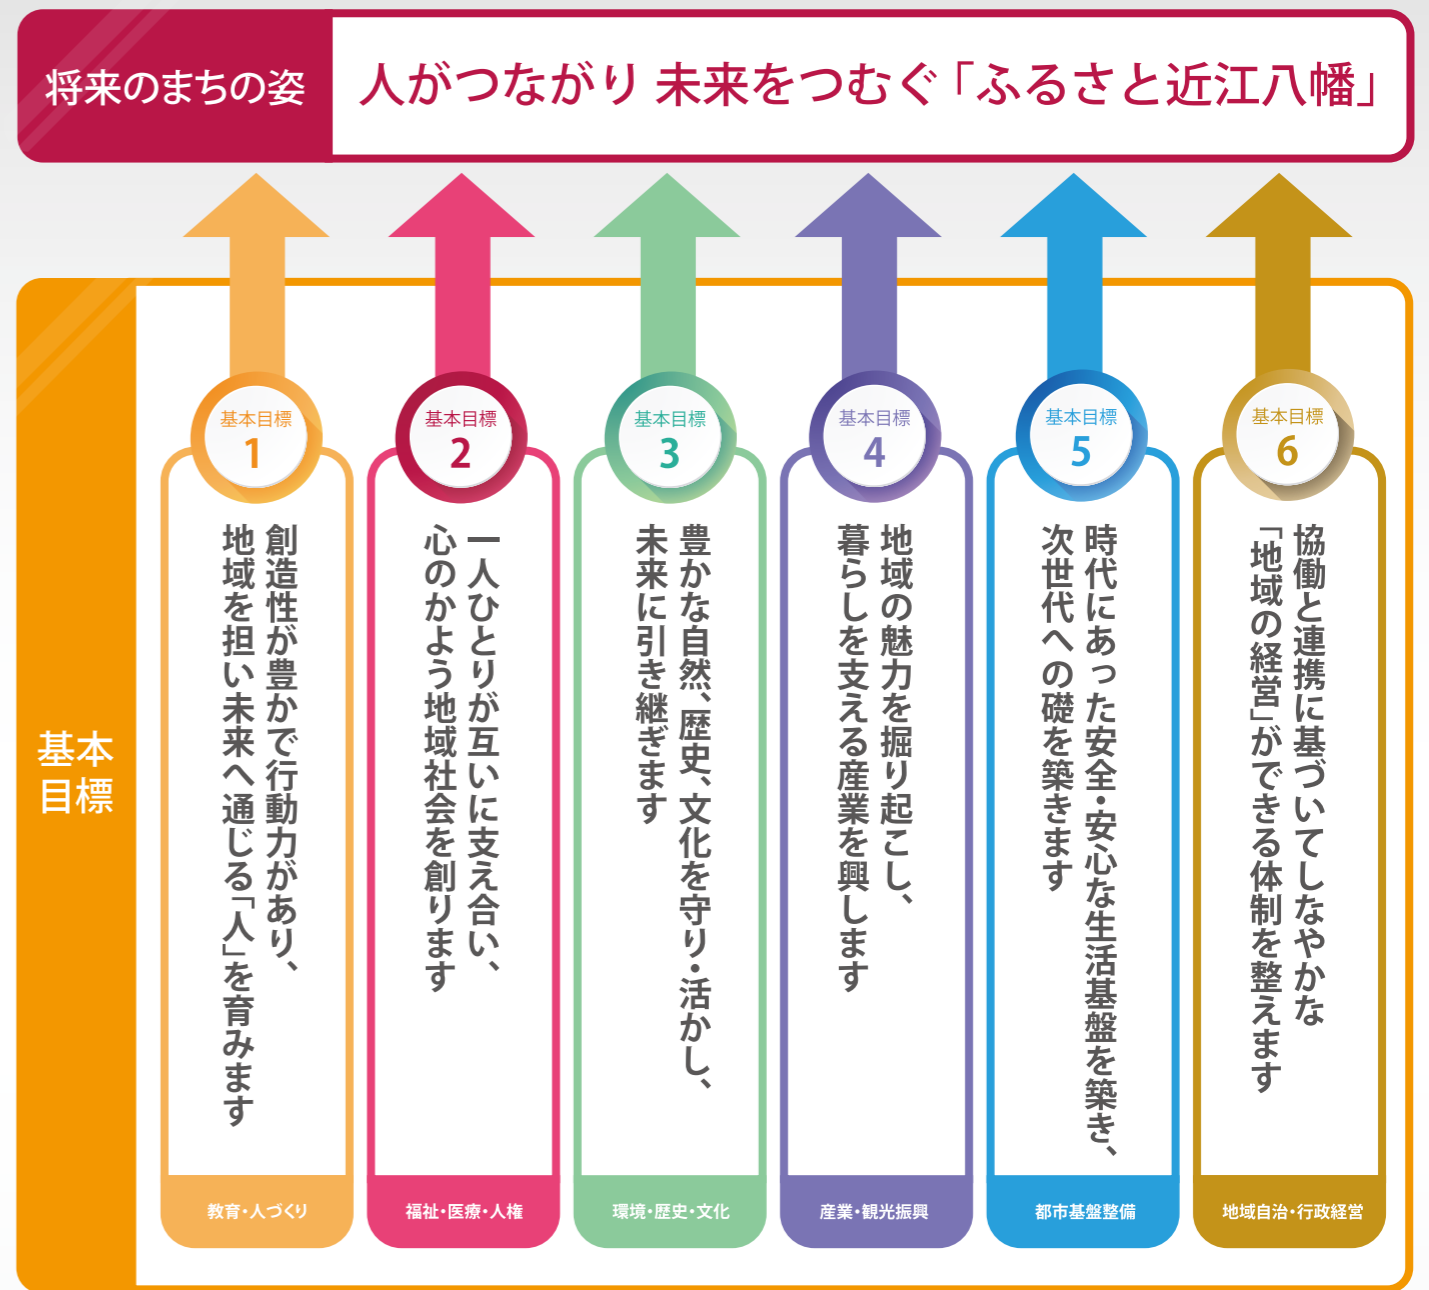 将来のまちの姿
人がつながり 未来をつむぐ「ふるさと近江八幡」
基本
目標
基本目標
1
創造性が豊かで行動力があり、
地域を担い未来へ通じる「人」を育みます
教育・人づくり
基本目標
2
一人ひとりが互いに支え合い、
心のかよう地域社会を創ります
福祉・医療・人権
基本目標
3
豊かな自然、歴史、文化を守り・活かし、
未来に引き継ぎます
環境・歴史・文化
基本目標
4
地域の魅力を掘り起こし、
暮らしを支える産業を興します
産業・観光振興
基本目標
5
時代にあった安全・安心な生活基盤を築き、
次世代への礎を築きます
都市基盤整備
基本目標
6
協働と連携に基づいてしなやかな
「地域の経営」ができる体制を整えます
地域自治・行政経営